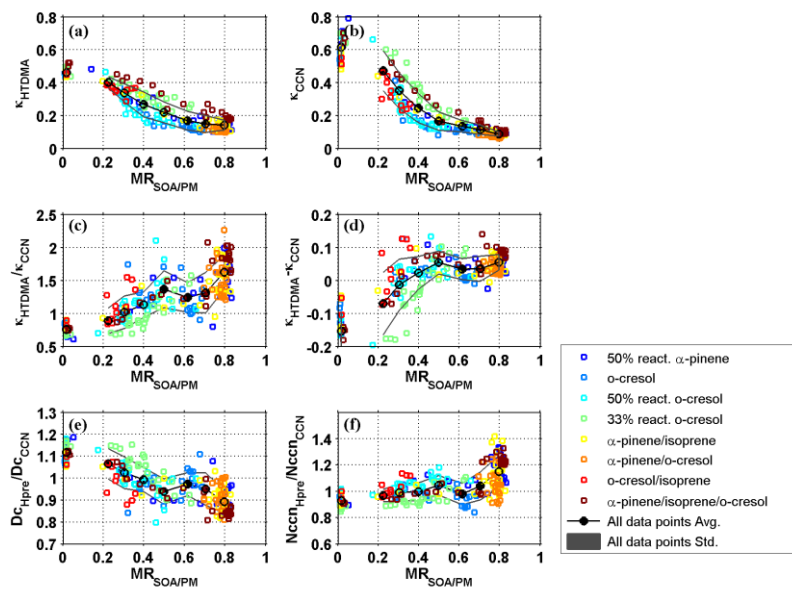 (a)
0.8
0.6
0.4
0.2
0
κHTDMA
0 0.2 0.4 0.6 0.8 1
MRSOA/PM
(b)
0.8
0.6
0.4
0.2
0
κCCN
0 0.2 0.4 0.6 0.8 1
MRSOA/PM
(c)
2.5
2
1.5
1
0.5
κHTDMA/κCCN
0 0.2 0.4 0.6 0.8 1
MRSOA/PM
(d)
0.2
0.1
0
-0.1
-0.2
κHTDMA-κCCN
0 0.2 0.4 0.6 0.8 1
MRSOA/PM
(e)
1.3
1.2
1.1
1
0.9
0.8
0.7
DcHpre/DcCCN
0 0.2 0.4 0.6 0.8 1
MRSOA/PM
(f)
1.4
1.2
1.0
0.8
0.6
NccnHpre/NccnCCN
0 0.2 0.4 0.6 0.8 1
MRSOA/PM
50% react. α-pinene
o-cresol
50% react. o-cresol
33% react. o-cresol
α-pinene/isoprene
α-pinene/o-cresol
o-cresol/isoprene
α-pinene/isoprene/o-cresol
All data points Avg.
All data points Std.